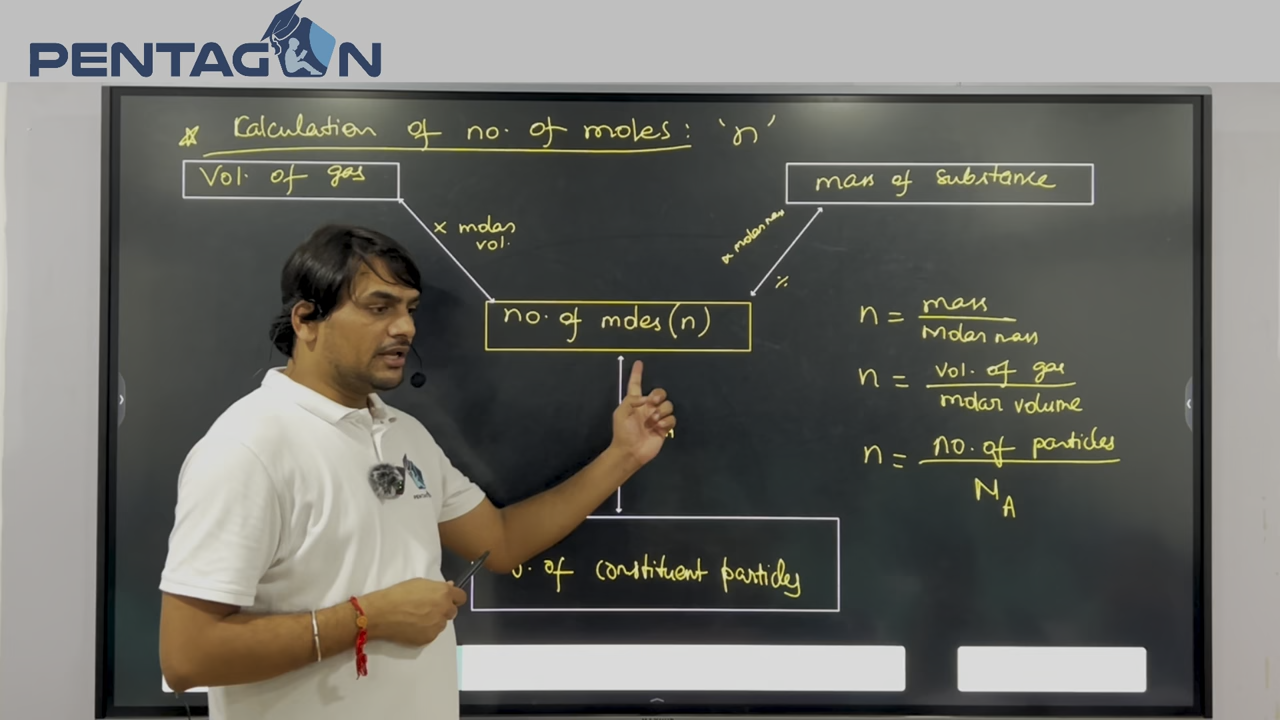 PENTAGON
Calculation of no. of moles: 'n'
Vol. of gas
mass of substance
× molar
vol.
× molar mass
no. of moles (n)
n = mass / Molar mass
n = vol. of gas / molar volume
n = no. of particles / NA
of constituent particles